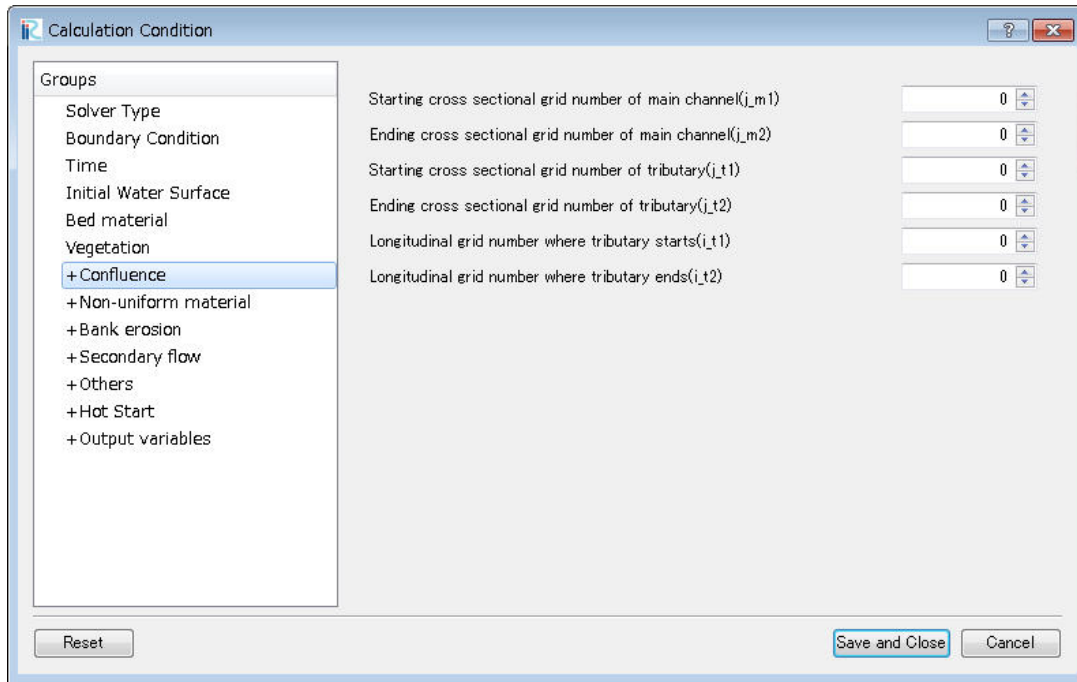 iRIC Calculation Condition ?
Groups
Solver Type
Boundary Condition
Time
Initial Water Surface
Bed material
Vegetation
+Confluence
+Non-uniform material
+Bank erosion
+Secondary flow
+Others
+Hot Start
+Output variables
Starting cross sectional grid number of main channel(j_m1) 0
Ending cross sectional grid number of main channel(j_m2) 0
Starting cross sectional grid number of tributary(j_t1) 0
Ending cross sectional grid number of tributary(j_t2) 0
Longitudinal grid number where tributary starts(i_t1) 0
Longitudinal grid number where tributary ends(i_t2) 0
Reset Save and Close Cancel